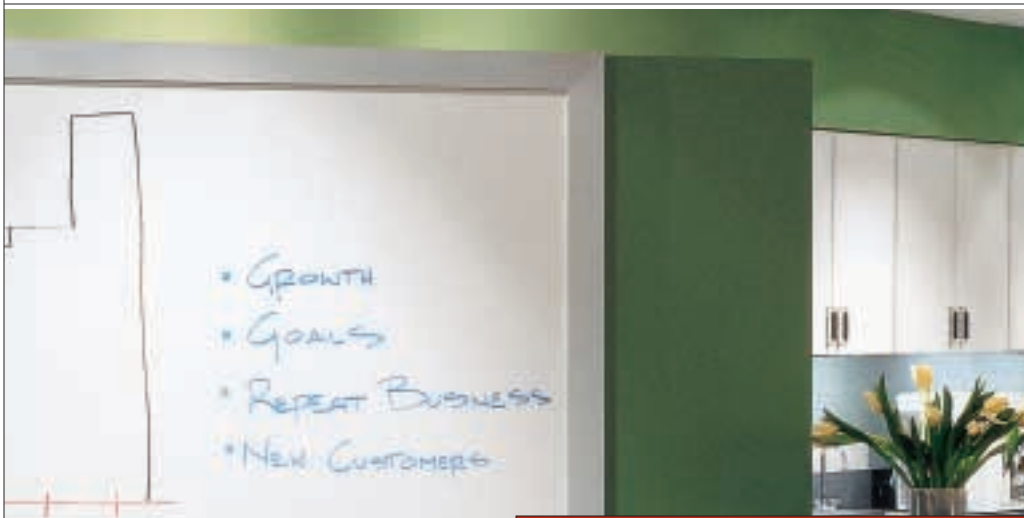 • GROWTH
• GOALS
• REPEAT BUSINESS
• NEW CUSTOMERS